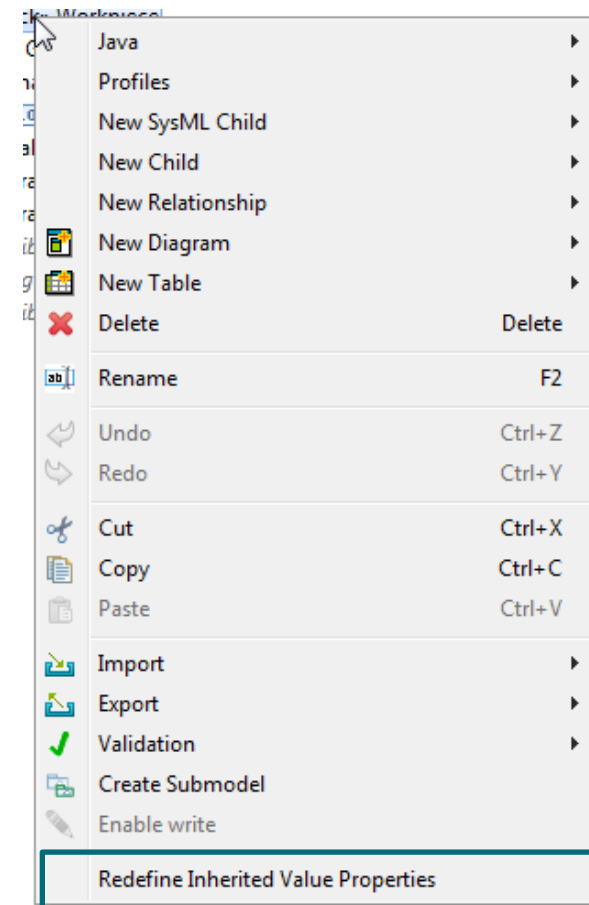 Java
Profiles
New SysML Child
New Child
New Relationship
New Diagram
New Table
Delete Delete
Rename F2
Undo Ctrl+Z
Redo Ctrl+Y
Cut Ctrl+X
Copy Ctrl+C
Paste Ctrl+V
Import
Export
Validation
Create Submodel
Enable write
Redefine Inherited Value Properties